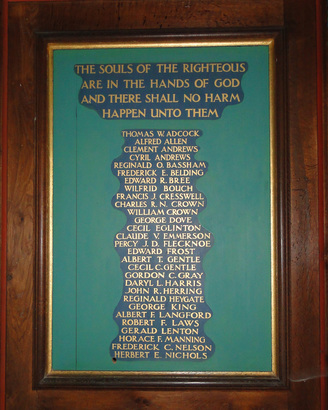 THE SOULS OF THE RIGHTEOUS
ARE IN THE HANDS OF GOD
AND THERE SHALL NO HARM
HAPPEN UNTO THEM
THOMAS W. ADCOCK
ALFRED ALLEN
CLEMENT ANDREWS
CYRIL ANDREWS
REGINALD O. BASSHAM
FREDERICK E. BELDING
EDWARD R. BREE
WILFRID BOUCH
FRANCIS J. CRESSWELL
CHARLES R. N. CROWN
WILLIAM CROWN
GEORGE DOVE
CECIL EGLINTON
CLAUDE V. EMMERSON
PERCY J. D. FLECKNOE
EDWARD FROST
ALBERT T. GENTLE
CECIL C. GENTLE
GORDON C. GRAY
DARYL L. HARRIS
JOHN R. HERRING
REGINALD HEYGATE
GEORGE KING
ALBERT F. LANGFORD
ROBERT F. LAWS
GERALD LENTON
HORACE F. MANNING
FREDERICK C. NELSON
HERBERT E. NICHOLS